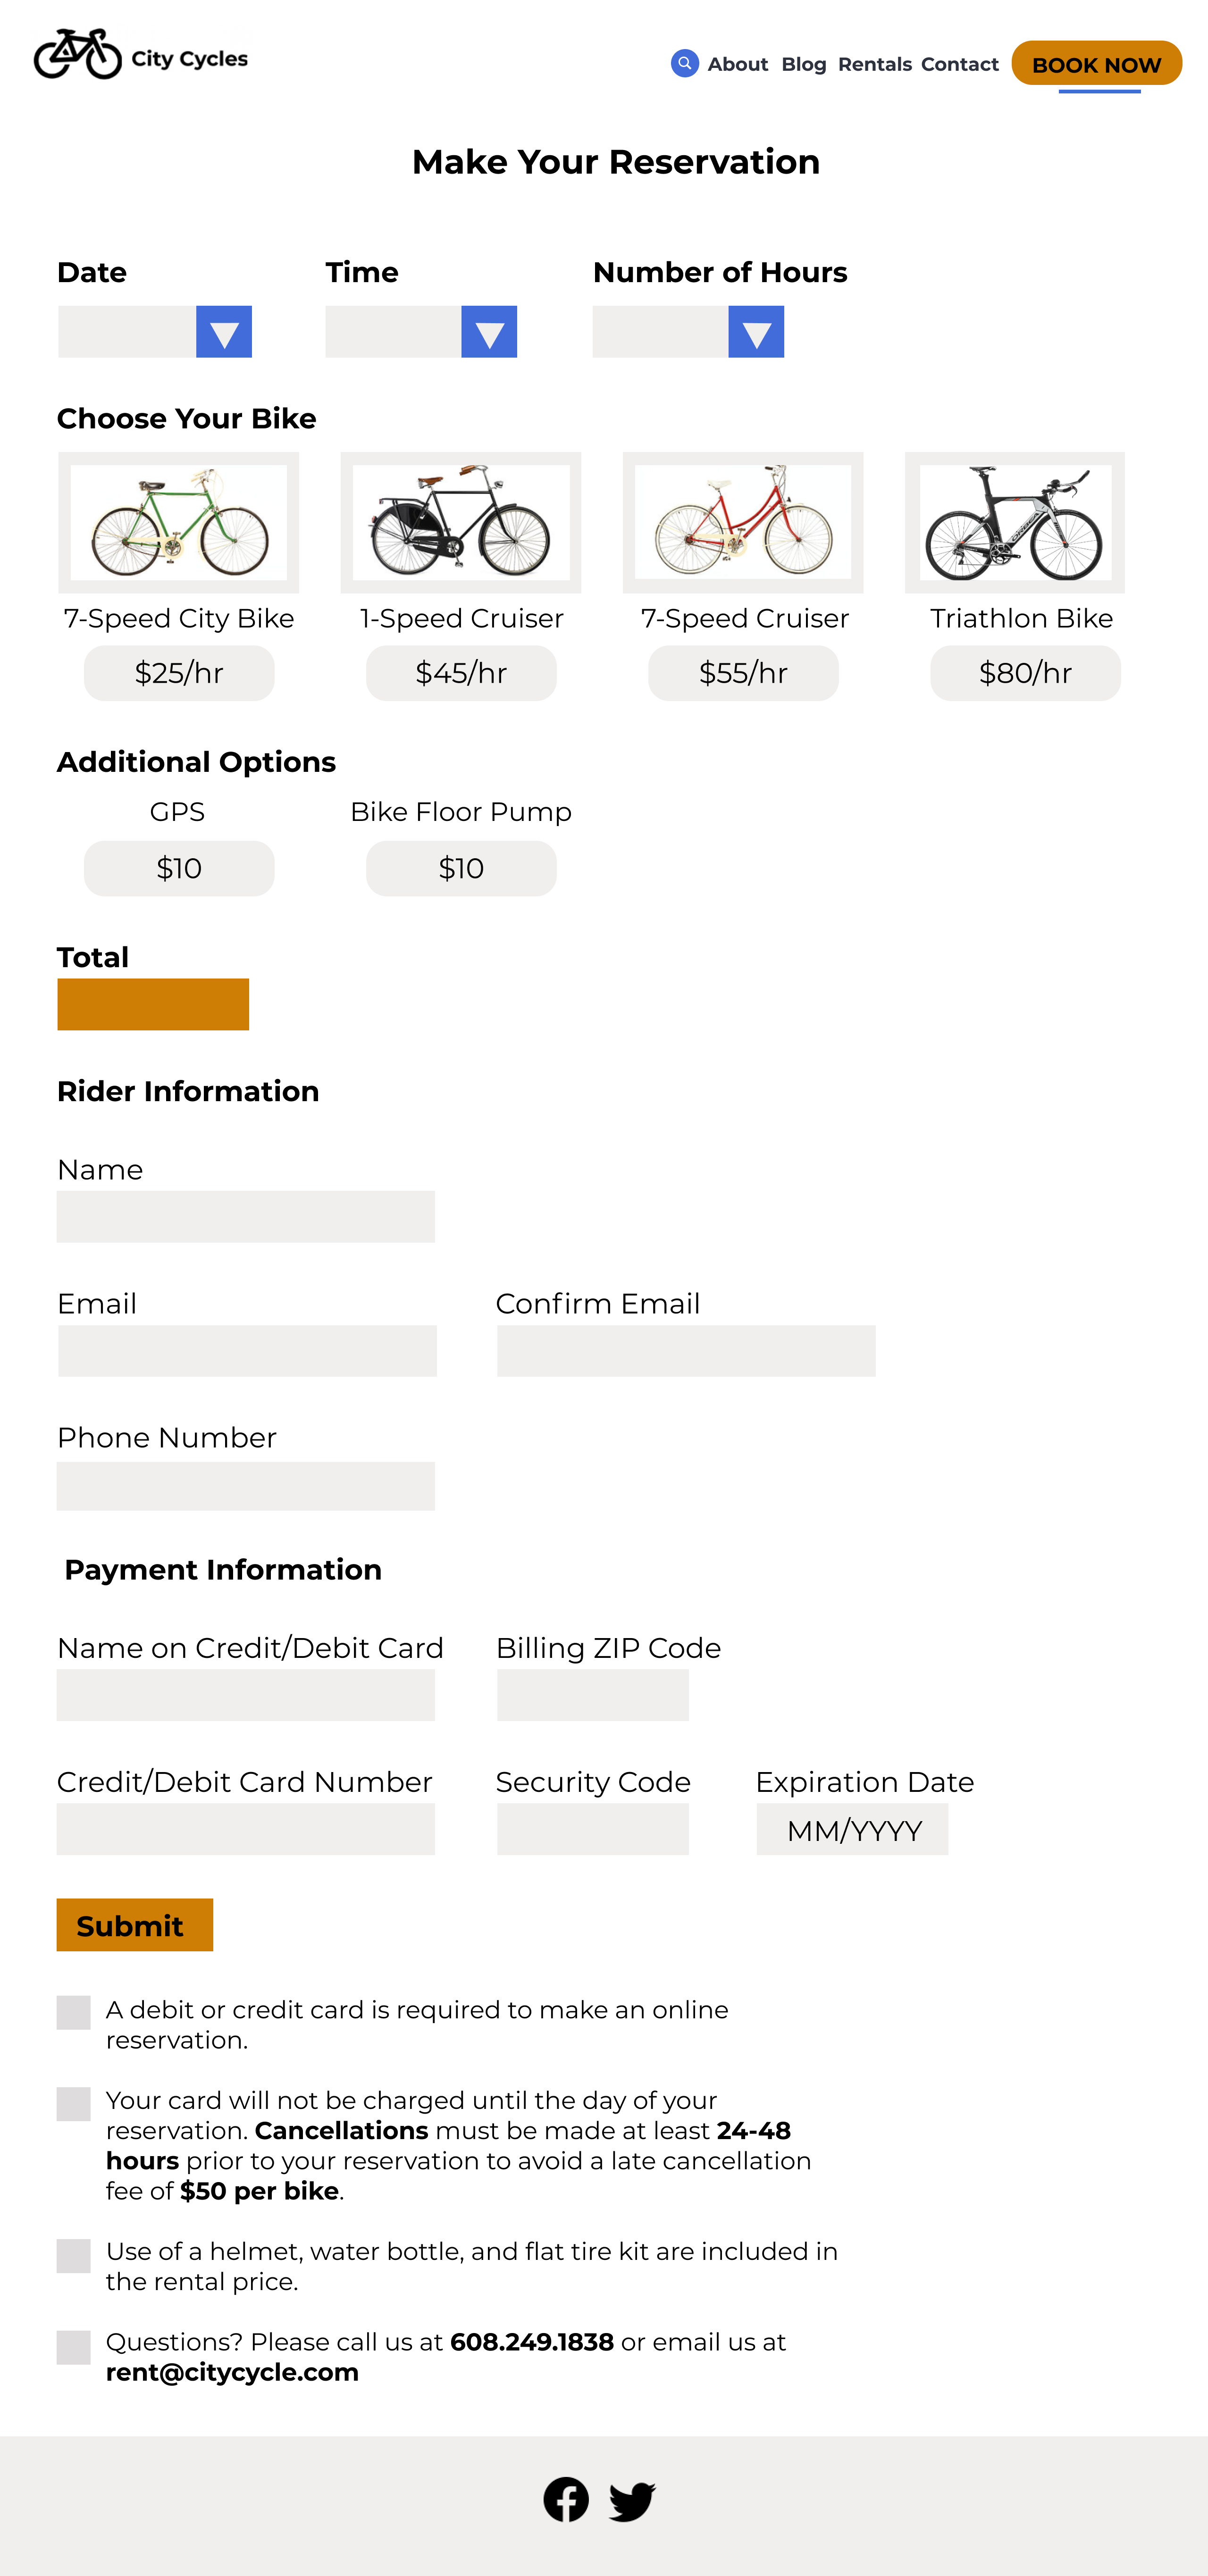 City Cycles
About Blog Rentals Contact BOOK NOW
Make Your Reservation
Date Time Number of Hours
Choose Your Bike
7-Speed City Bike 1-Speed Cruiser 7-Speed Cruiser Triathlon Bike
$25/hr $45/hr $55/hr $80/hr
Additional Options
GPS Bike Floor Pump
$10 $10
Total
Rider Information
Name
Email Confirm Email
Phone Number
Payment Information
Name on Credit/Debit Card Billing ZIP Code
Credit/Debit Card Number Security Code Expiration Date
MM/YYYY
Submit
A debit or credit card is required to make an online
reservation.
Your card will not be charged until the day of your
reservation. Cancellations must be made at least 24-48
hours prior to your reservation to avoid a late cancellation
fee of $50 per bike.
Use of a helmet, water bottle, and flat tire kit are included in
the rental price.
Questions? Please call us at 608.249.1838 or email us at
rent@citycycle.com